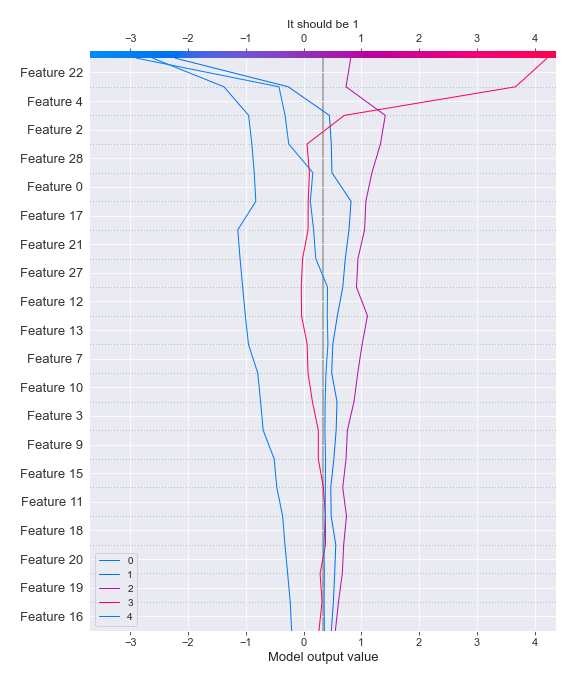 It should be 1
−3 −2 −1 0 1 2 3 4
Feature 22
Feature 4
Feature 2
Feature 28
Feature 0
Feature 17
Feature 21
Feature 27
Feature 12
Feature 13
Feature 7
Feature 10
Feature 3
Feature 9
Feature 15
Feature 11
Feature 18
Feature 20
Feature 19
Feature 16
0
1
2
3
4
−3 −2 −1 0 1 2 3 4
Model output value